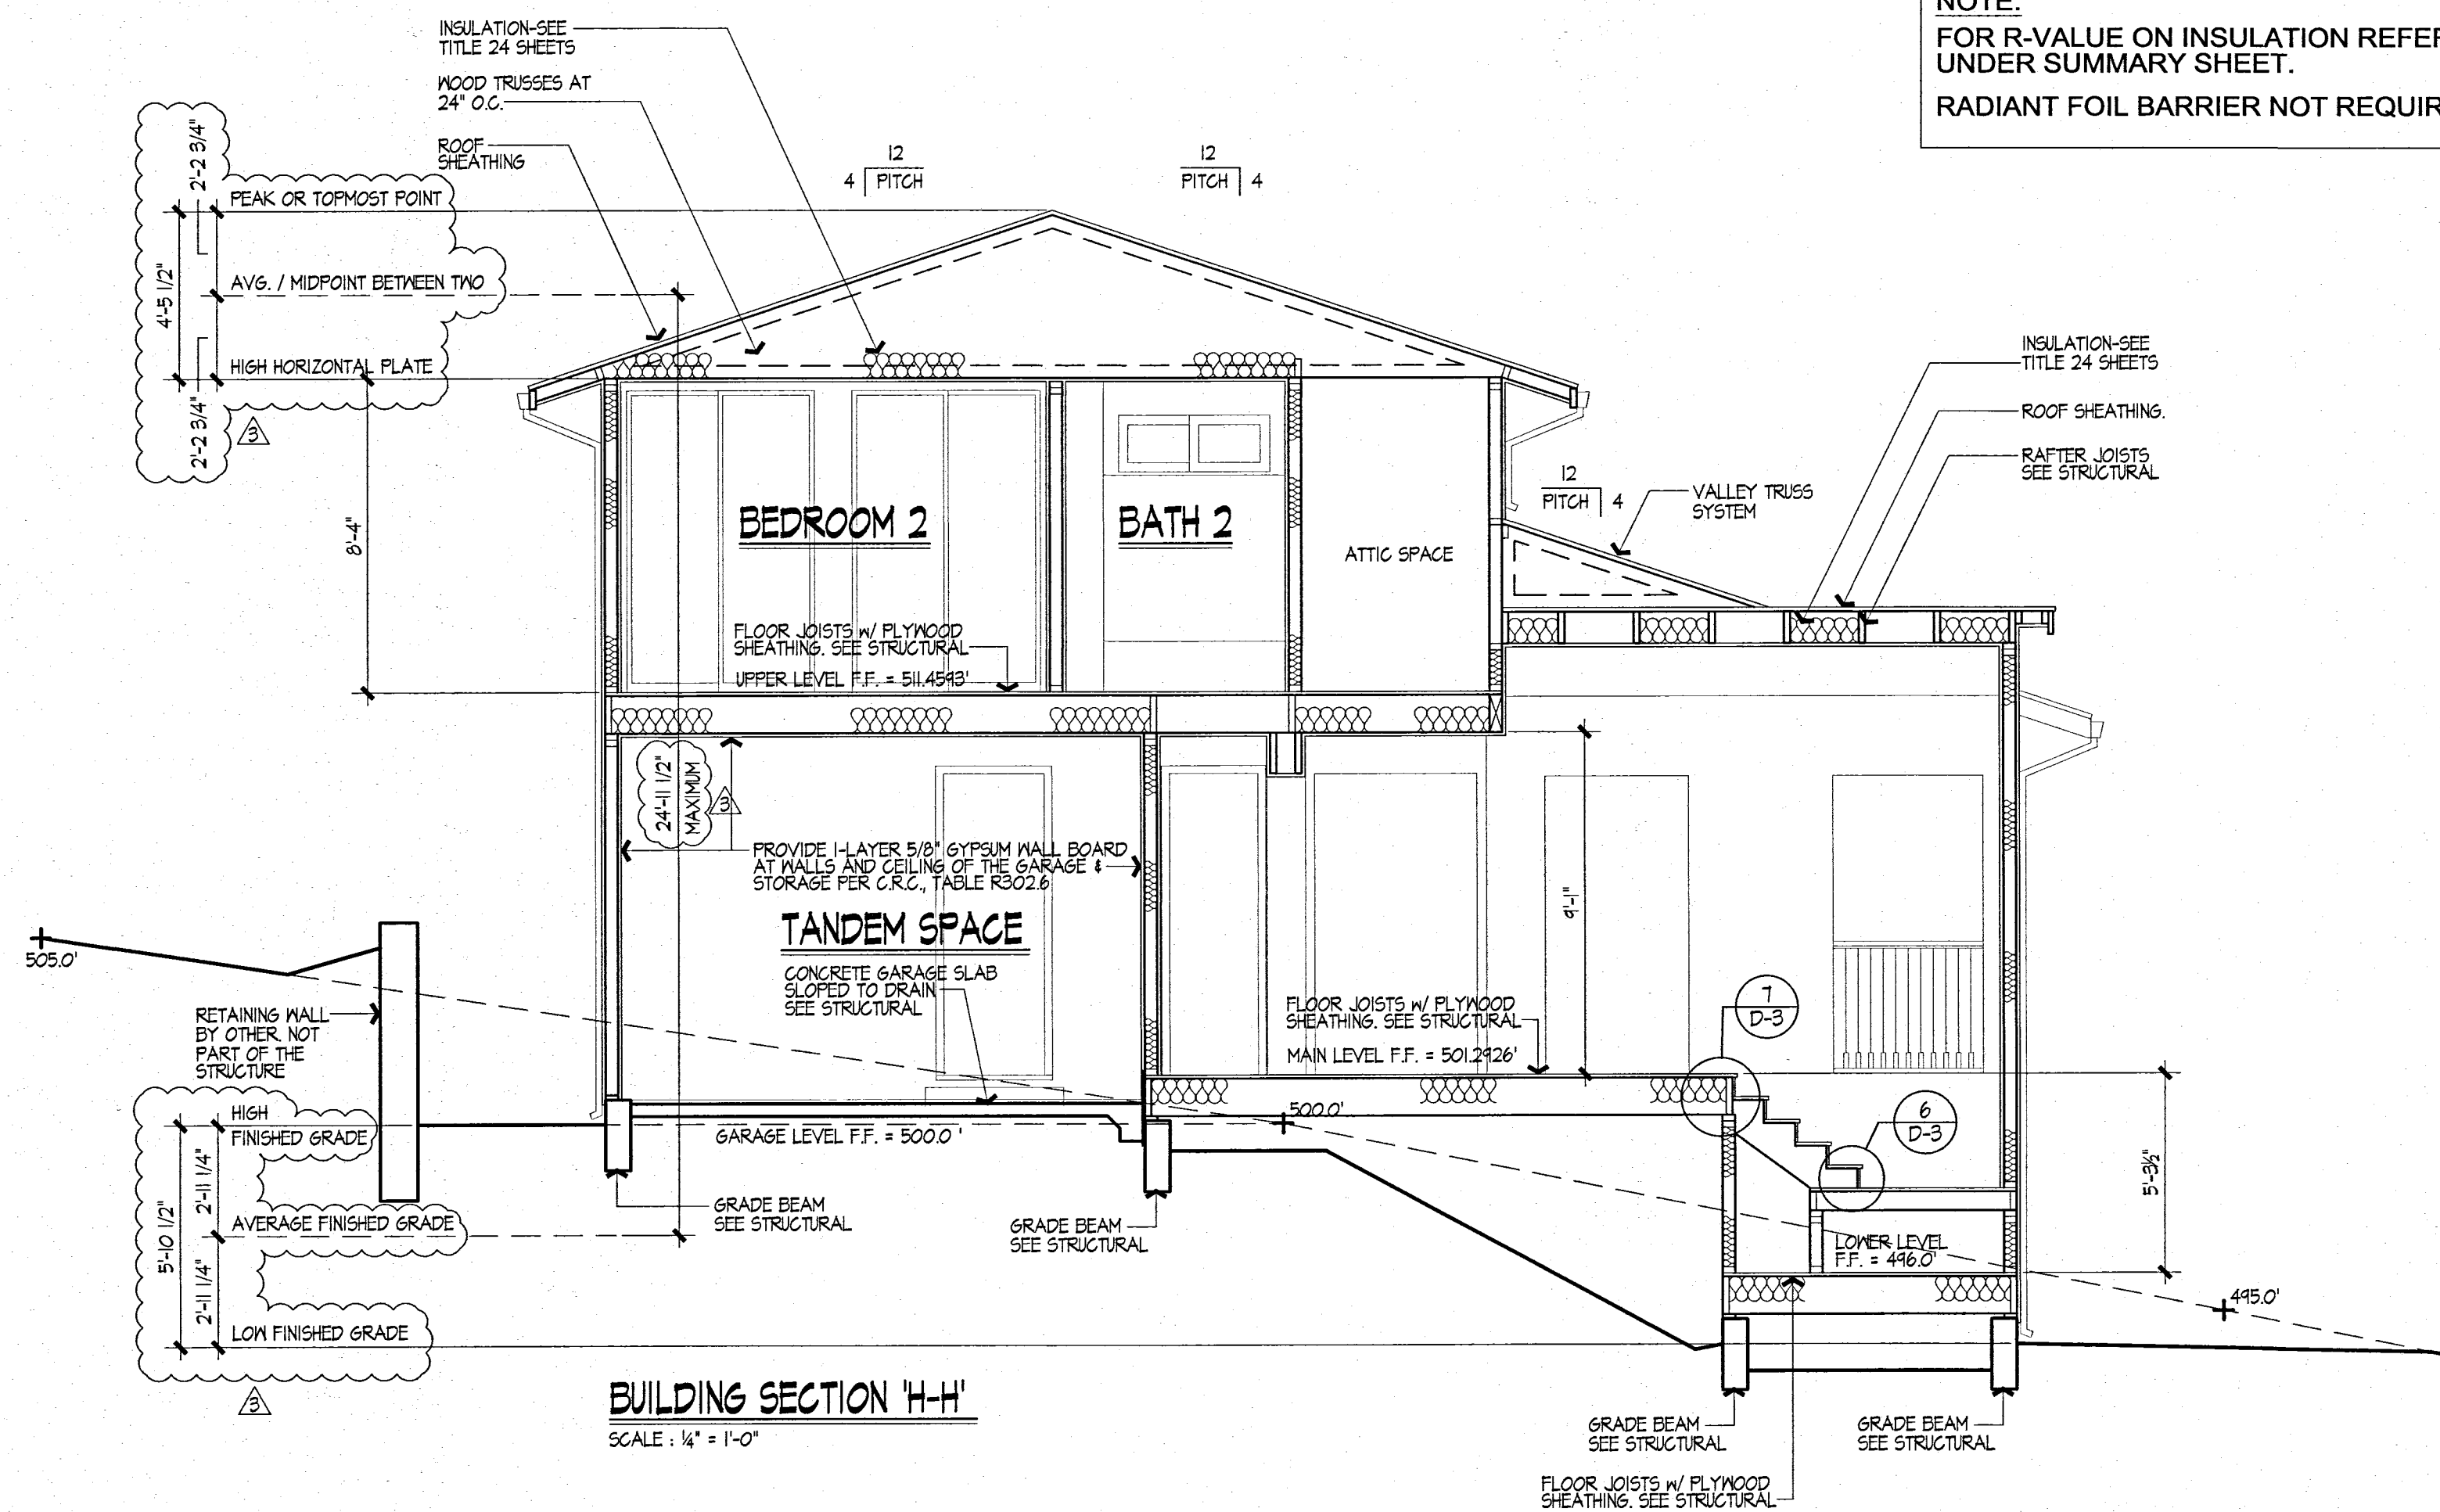 NOTE:
FOR R-VALUE ON INSULATION REFER
UNDER SUMMARY SHEET.
RADIANT FOIL BARRIER NOT REQUIR
INSULATION-SEE
TITLE 24 SHEETS
WOOD TRUSSES AT
24" O.C.
ROOF
SHEATHING
12
4 PITCH
12
PITCH 4
2'-2 3/4"
PEAK OR TOPMOST POINT
4'-5 1/2"
AVG. / MIDPOINT BETWEEN TWO
HIGH HORIZONTAL PLATE
2'-2 3/4"
3
8'-4"
INSULATION-SEE
TITLE 24 SHEETS
ROOF SHEATHING.
RAFTER JOISTS
SEE STRUCTURAL
12
PITCH 4
VALLEY TRUSS
SYSTEM
BEDROOM 2
BATH 2
ATTIC SPACE
FLOOR JOISTS w/ PLYWOOD
SHEATHING. SEE STRUCTURAL
UPPER LEVEL F.F. = 511.4593'
24'-11 1/2"
MAXIMUM
3
PROVIDE 1-LAYER 5/8" GYPSUM WALL BOARD
AT WALLS AND CEILING OF THE GARAGE &
STORAGE PER C.R.C., TABLE R302.6
9'-1"
TANDEM SPACE
CONCRETE GARAGE SLAB
SLOPED TO DRAIN
SEE STRUCTURAL
505.0'
RETAINING WALL
BY OTHER. NOT
PART OF THE
STRUCTURE
FLOOR JOISTS w/ PLYWOOD
SHEATHING. SEE STRUCTURAL
MAIN LEVEL F.F. = 501.2926'
7
D-3
6
D-3
HIGH
FINISHED GRADE
GARAGE LEVEL F.F. = 500.0 '
500.0'
2'-11 1/4"
5'-10 1/2"
AVERAGE FINISHED GRADE
2'-11 1/4"
LOW FINISHED GRADE
3
GRADE BEAM
SEE STRUCTURAL
GRADE BEAM
SEE STRUCTURAL
5'-3½"
LOWER LEVEL
F.F. = 496.0'
495.0'
BUILDING SECTION 'H-H'
SCALE : ¼" = 1'-0"
GRADE BEAM
SEE STRUCTURAL
GRADE BEAM
SEE STRUCTURAL
FLOOR JOISTS w/ PLYWOOD
SHEATHING. SEE STRUCTURAL